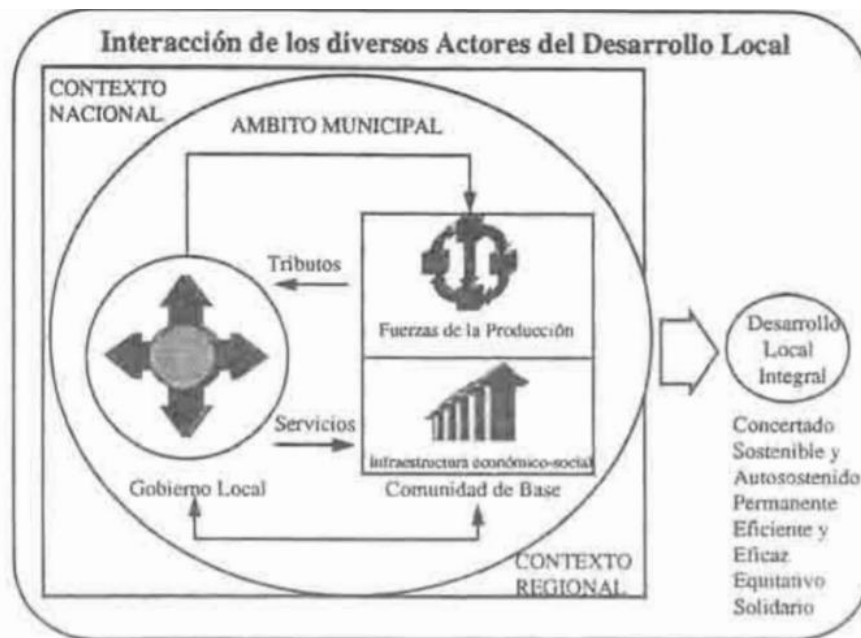 Interacción de los diversos Actores del Desarrollo Local
CONTEXTO
NACIONAL
AMBITO MUNICIPAL
Tributos
Fuerzas de la Producción
Servicios
Infraestructura económico-social
Gobierno Local
Comunidad de Base
CONTEXTO
REGIONAL
Desarrollo
Local
Integral
Concertado
Sostenible y
Autosostenido
Permanente
Eficiente y
Eficaz
Equitativo
Solidario